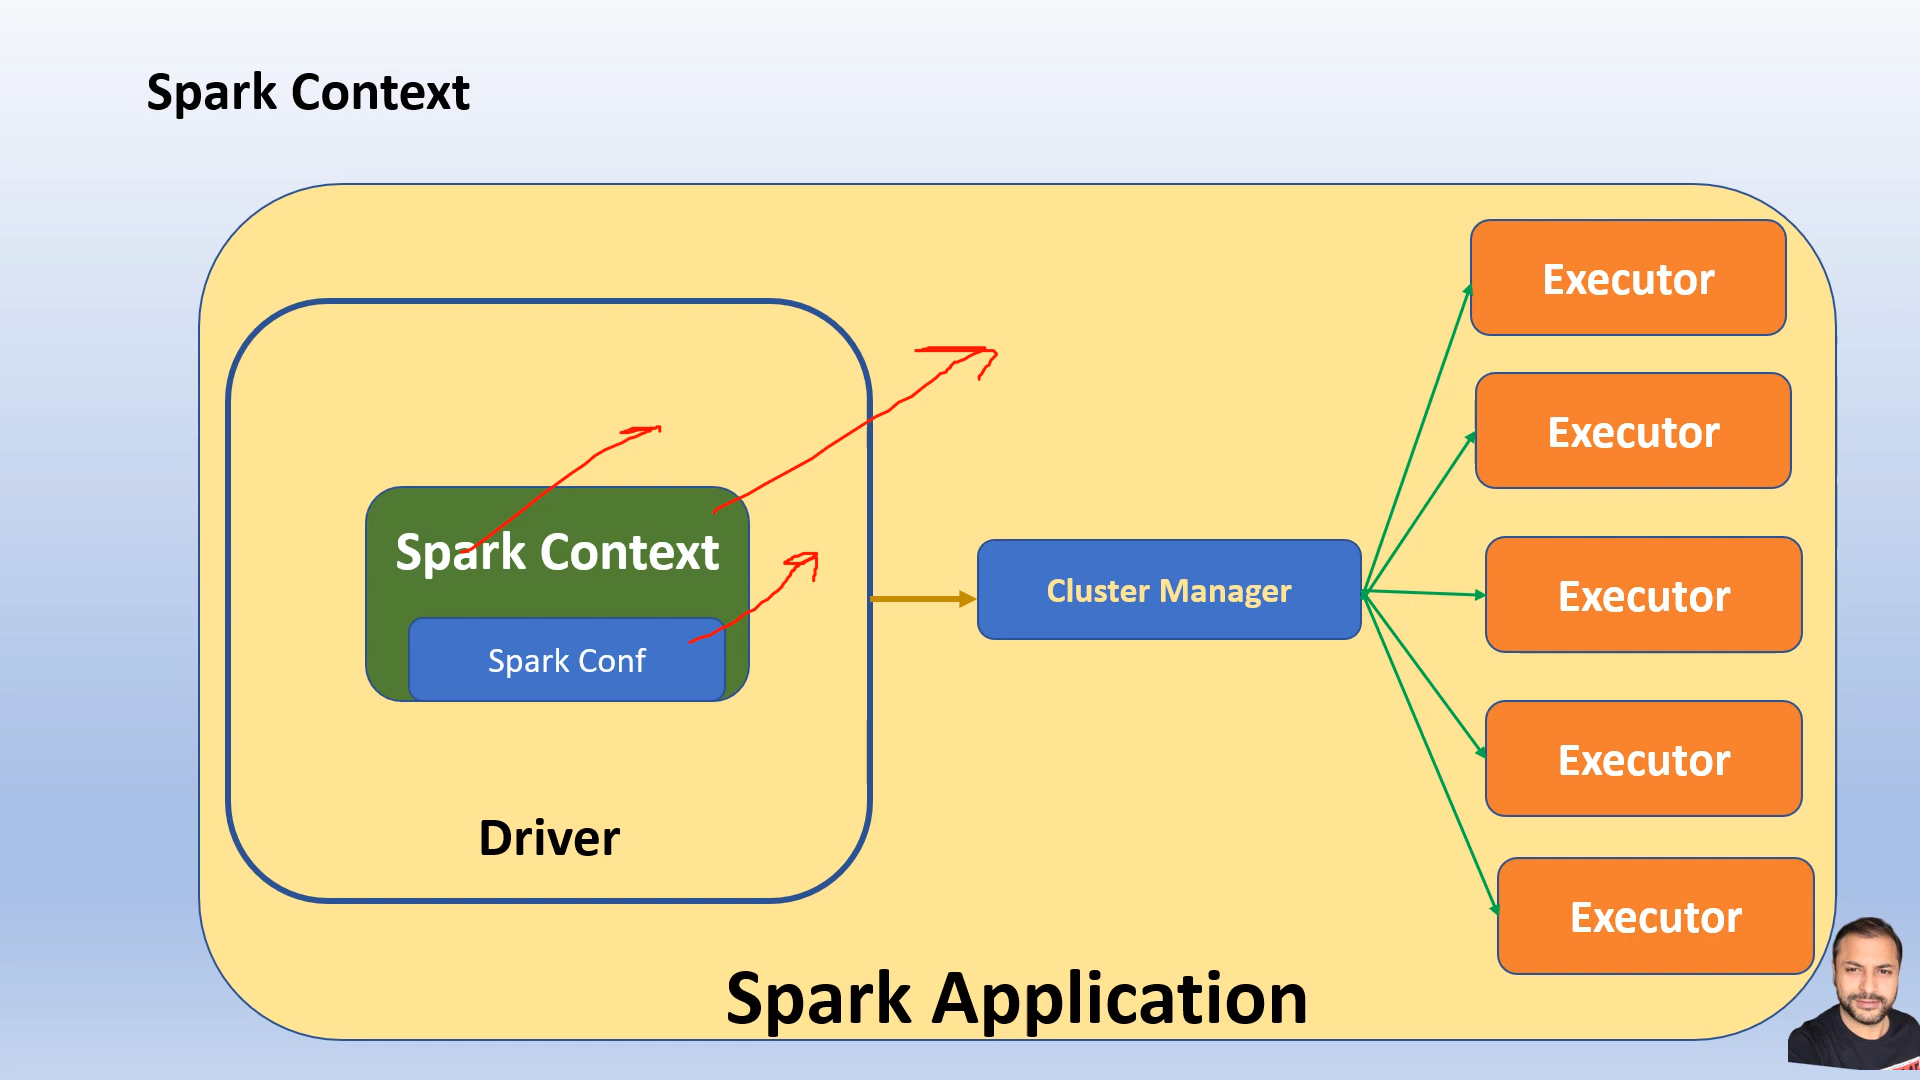 Spark Context
Executor
Executor
Spark Context
Executor
Cluster Manager
Spark Conf
Executor
Driver
Executor
Spark Application